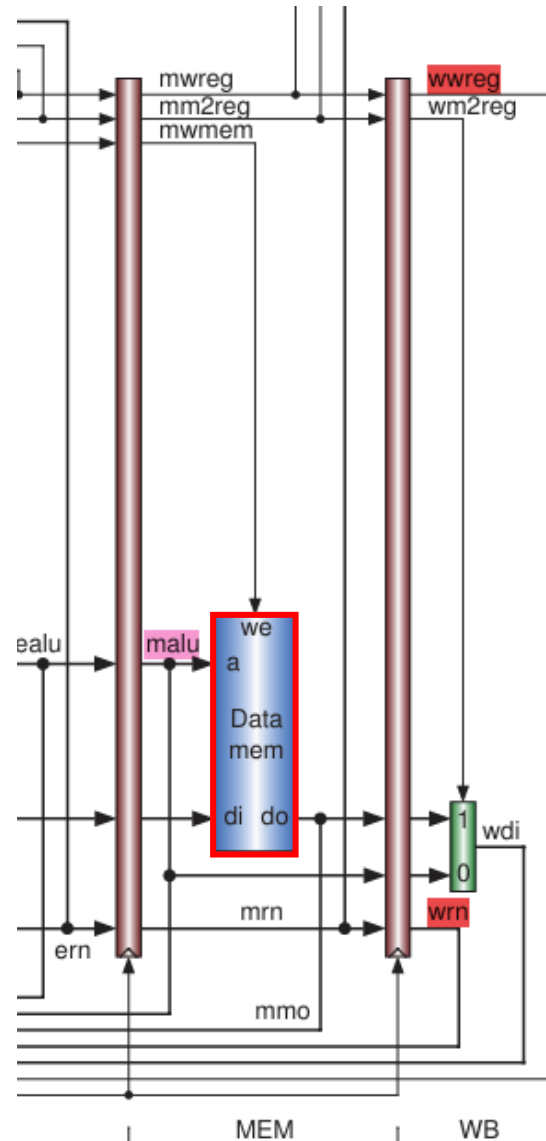 mwreg wwreg
mm2reg wm2reg
mwmem
we
ealu malu a
Data
mem
di do 1
wdi
0
mrn wrn
ern
mmo
MEM WB